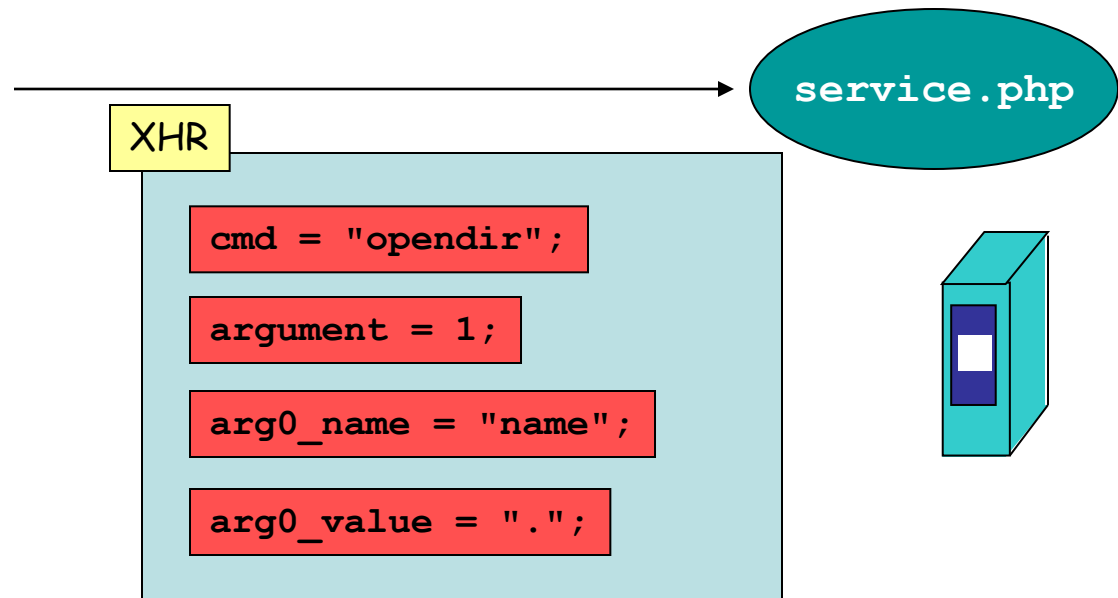 service.php
XHR
cmd = "opendir";
argument = 1;
arg0_name = "name";
arg0_value = ".";